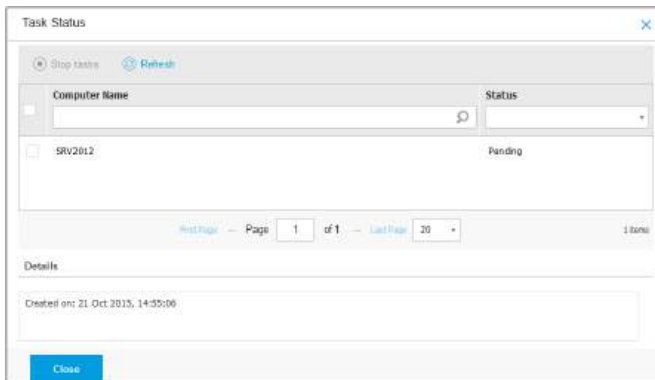 Task Status
Stop tasks Refresh
Computer Name Status
SRV2012 Pending
First Page — Page 1 of 1 — Last Page 20 1 items
Details
Created on: 21 Oct 2015, 14:55:06
Close